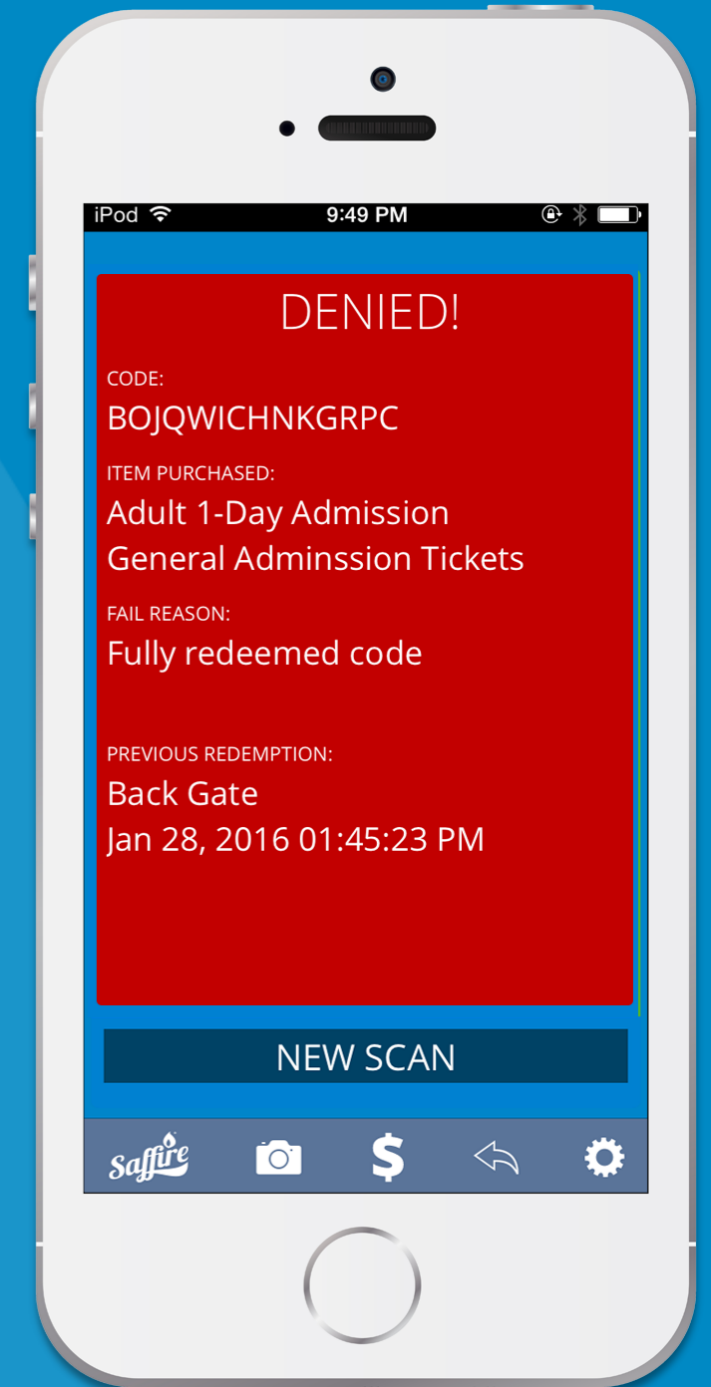 iPod 9:49 PM
DENIED!
CODE:
BOJQWICHNKGRPC
ITEM PURCHASED:
Adult 1-Day Admission
General Adminssion Tickets
FAIL REASON:
Fully redeemed code
PREVIOUS REDEMPTION:
Back Gate
Jan 28, 2016 01:45:23 PM
NEW SCAN
Saffire $